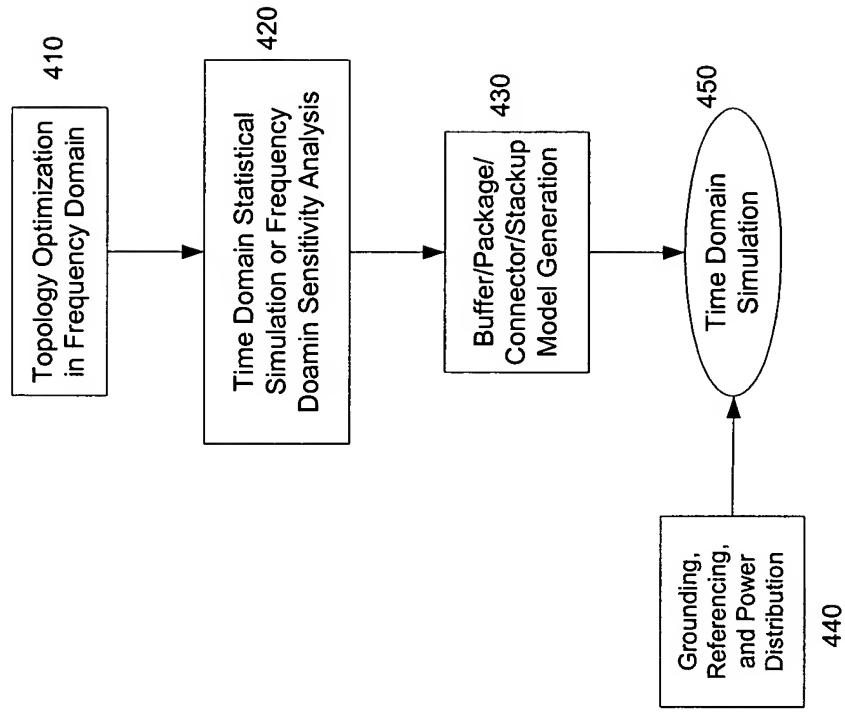 Topology Optimization
in Frequency Domain
410
Time Domain Statistical
Simulation or Frequency
Doamin Sensitivity Analysis
420
Buffer/Package/
Connector/Stackup
Model Generation
430
Grounding,
Referencing,
and Power
Distribution
440
Time Domain
Simulation
450